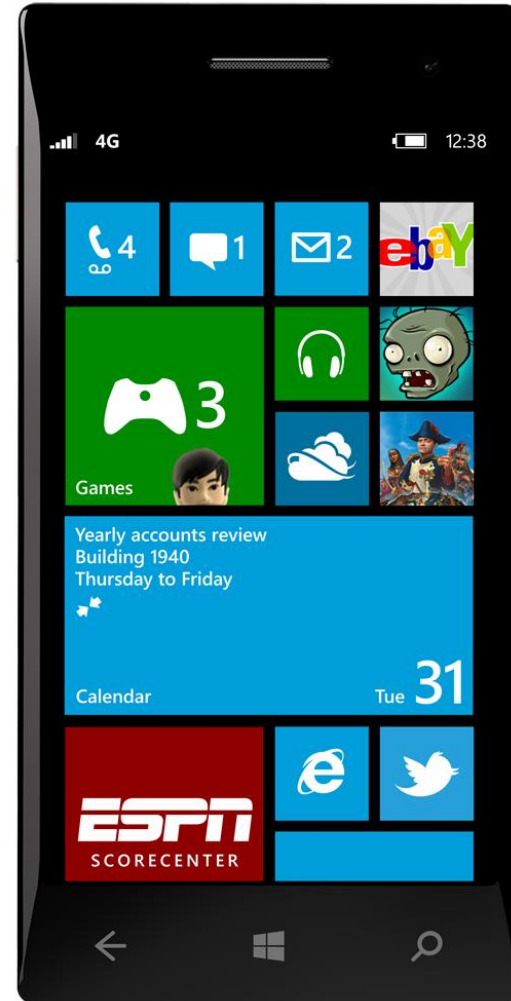 4G
12:38
4
1
2
ebaY
3
Games
Yearly accounts review
Building 1940
Thursday to Friday
Calendar
Tue 31
ESPN
SCORECENTER